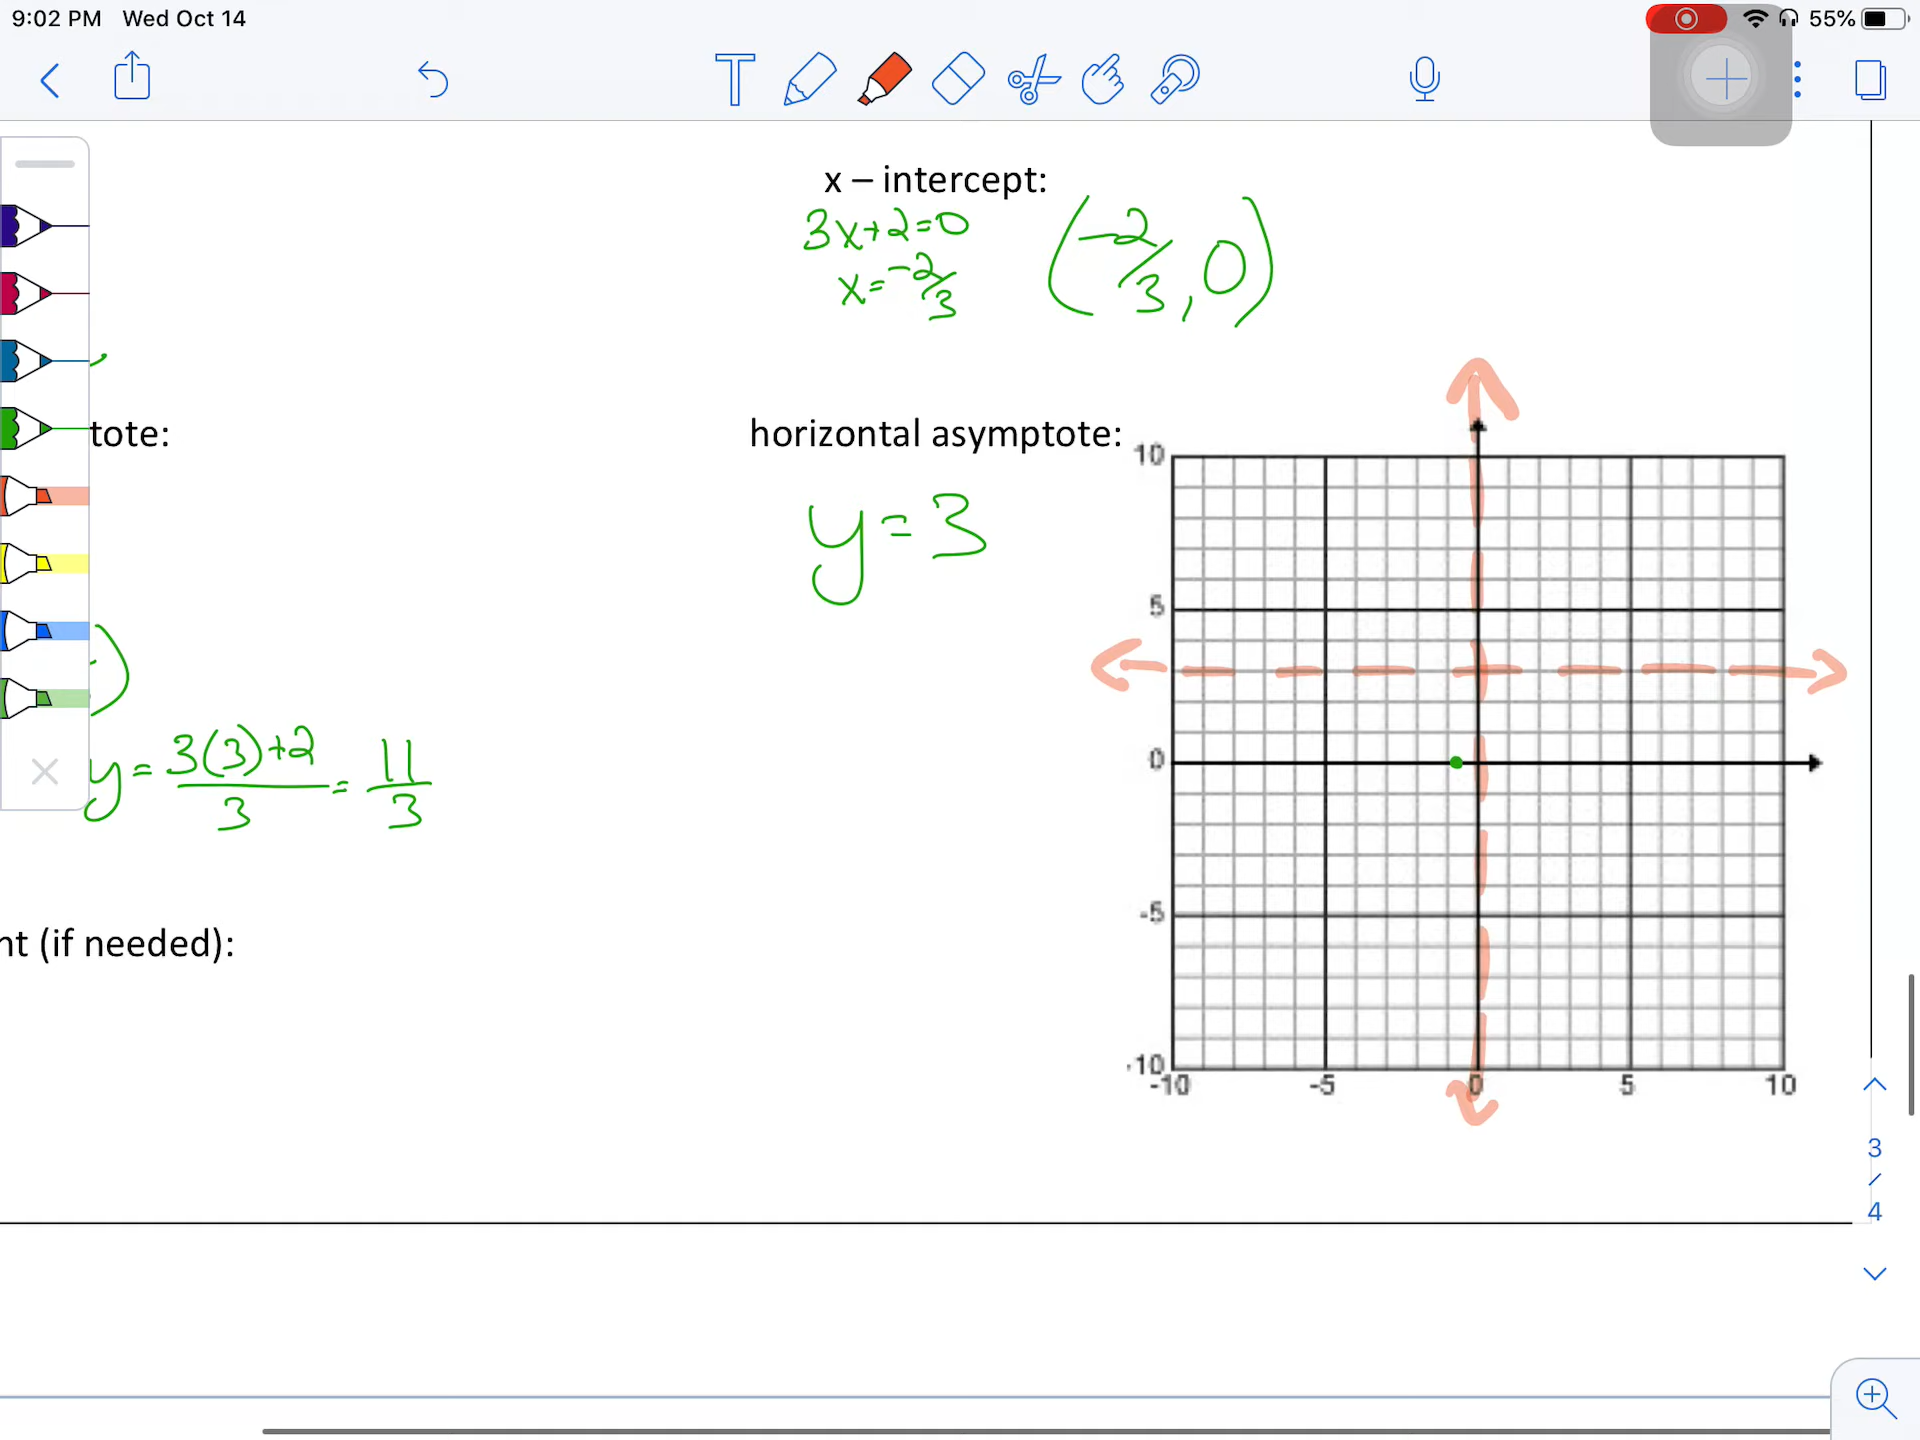 9:02 PM Wed Oct 14
55%
T
x – intercept:
3x+2=0
x=-2/3
(-2/3, 0)
tote:
horizontal asymptote:
y=3
y= 3(3)+2/3 = 11/3
nt (if needed):
10
5
0
-5
-10
-10 -5 0 5 10
3
/
4